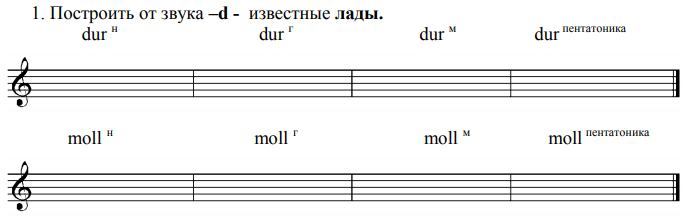 1. Построить от звука –d - известные лады.
dur н dur г dur м dur пентатоника
moll н moll г moll м moll пентатоника